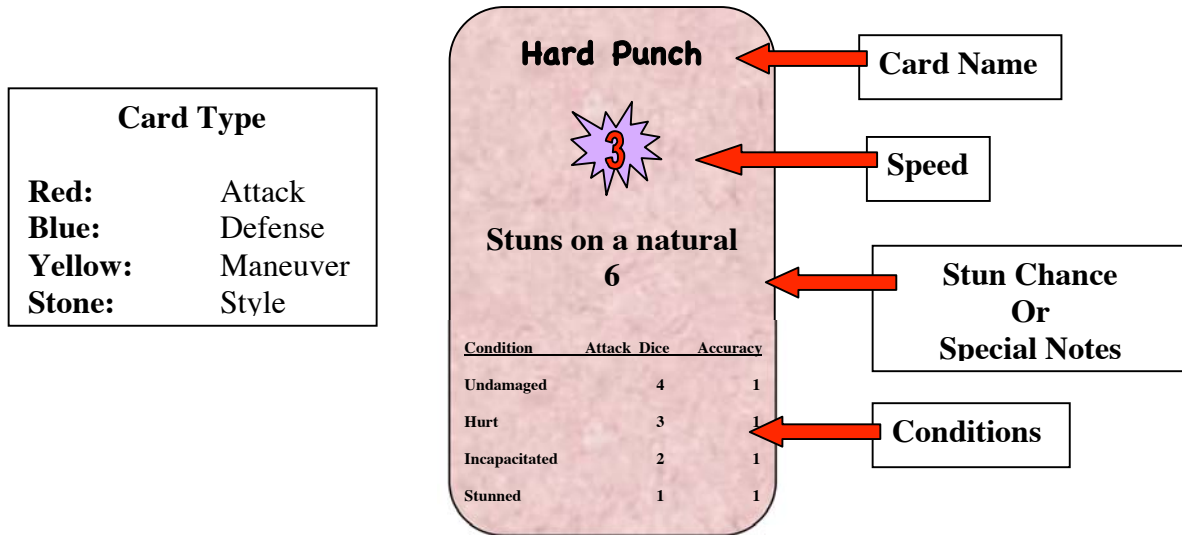 Card Type
Red: Attack
Blue: Defense
Yellow: Maneuver
Stone: Style
Hard Punch
3
Stuns on a natural
6
Condition Attack Dice Accuracy
Undamaged 4 1
Hurt 3 1
Incapacitated 2 1
Stunned 1 1
Card Name
Speed
Stun Chance
Or
Special Notes
Conditions